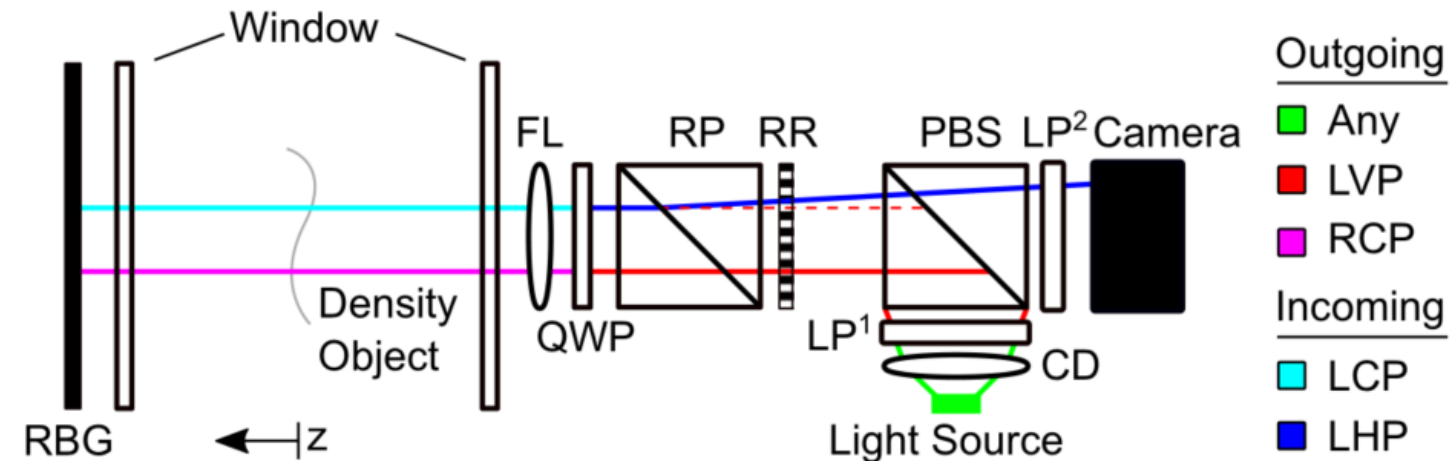 Window
FL
RP
RR
PBS
LP²
Camera
Density
Object
QWP
LP¹
CD
RBG
z
Light Source
Outgoing
Any
LVP
RCP
Incoming
LCP
LHP